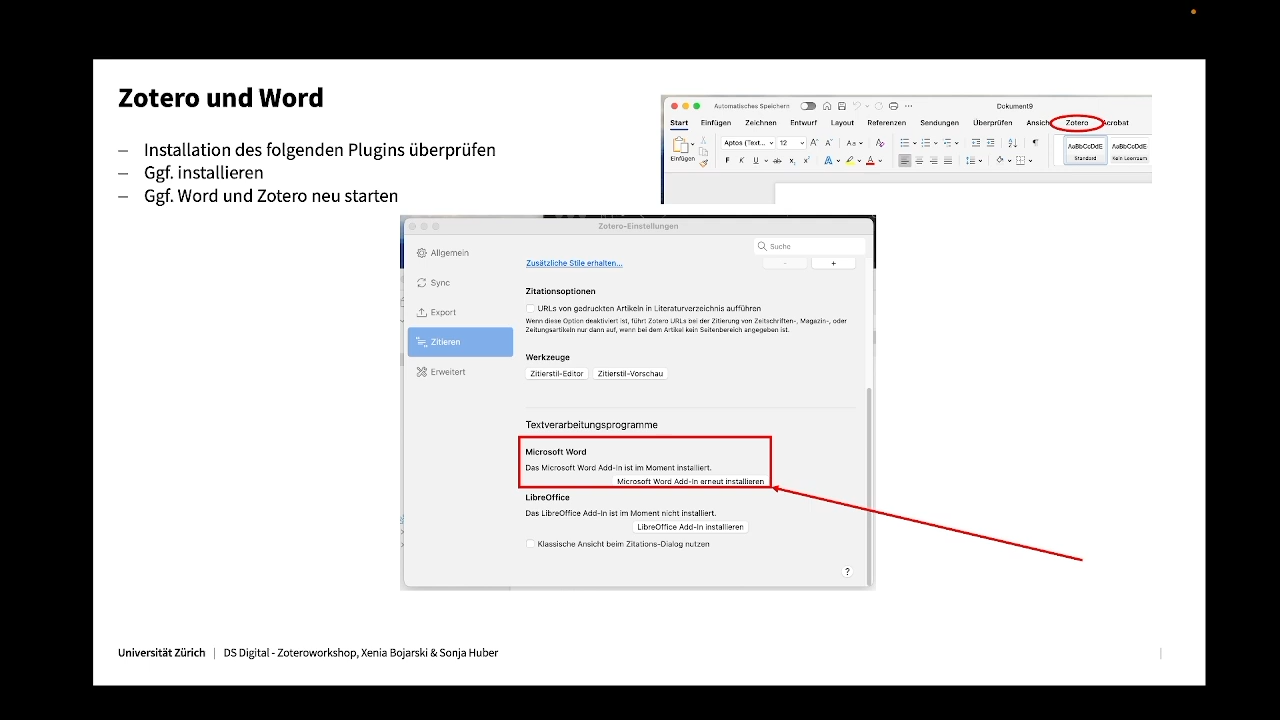 Zotero und Word
– Installation des folgenden Plugins überprüfen
– Ggf. installieren
– Ggf. Word und Zotero neu starten
Automatisches Speichern
Dokument9
Start Einfügen Zeichnen Entwurf Layout Referenzen Sendungen Überprüfen Ansich Zotero Acrobat
Einfügen
Aptos (Text... 12
F K U
AaBbCcDdE AaBbCcDdE
Standard Kein Leerraum
Zotero-Einstellungen
Suche
Allgemein
Sync
Export
Zitieren
Erweitert
Zusätzliche Stile erhalten...
- +
Zitationsoptionen
URLs von gedruckten Artikeln in Literaturverzeichnis aufführen
Wenn diese Option deaktiviert ist, führt Zotero URLs bei der Zitierung von Zeitschriften-, Magazin-, oder
Zeitungsartikeln nur dann auf, wenn bei dem Artikel kein Seitenbereich angegeben ist.
Werkzeuge
Zitierstil-Editor Zitierstil-Vorschau
Textverarbeitungsprogramme
Microsoft Word
Das Microsoft Word Add-In ist im Moment installiert.
Microsoft Word Add-In erneut installieren
LibreOffice
Das LibreOffice Add-In ist im Moment nicht installiert.
LibreOffice Add-In installieren
Klassische Ansicht beim Zitations-Dialog nutzen
?
Universität Zürich | DS Digital - Zoteroworkshop, Xenia Bojarski & Sonja Huber